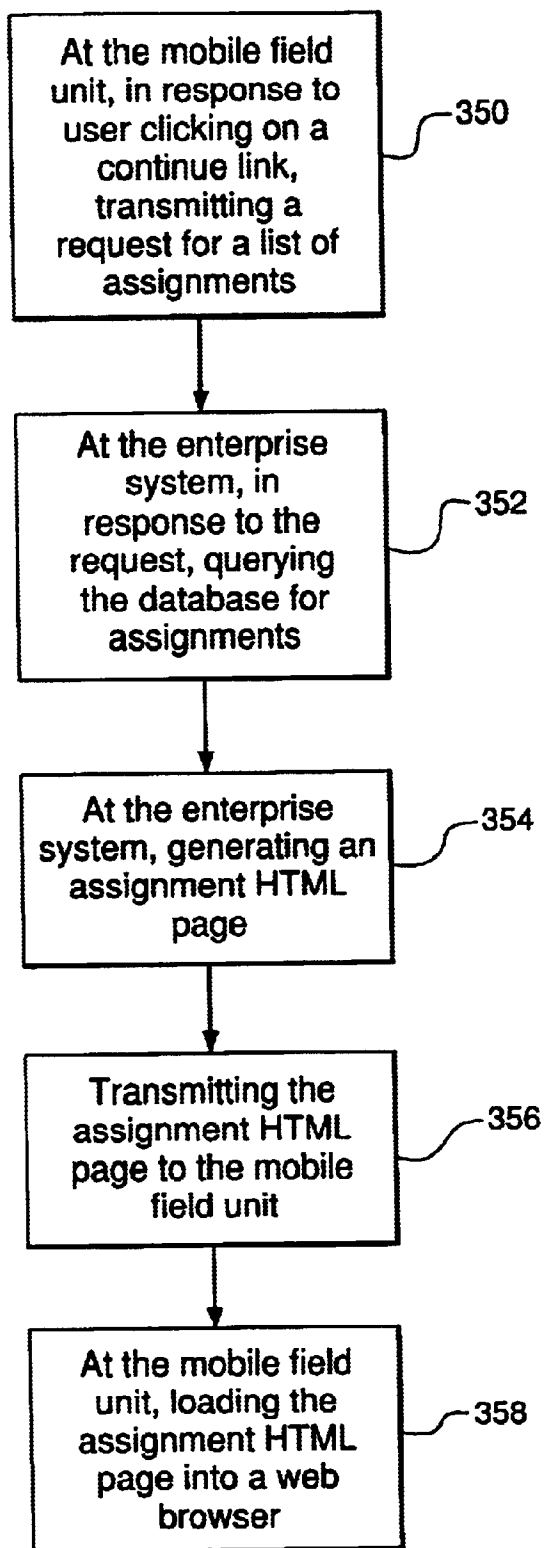 At the mobile field
unit, in response to
user clicking on a
continue link,
transmitting a
request for a list of
assignments
350
At the enterprise
system, in
response to the
request, querying
the database for
assignments
352
At the enterprise
system, generating an
assignment HTML
page
354
Transmitting the
assignment HTML
page to the mobile
field unit
356
At the mobile field
unit, loading the
assignment HTML
page into a web
browser
358